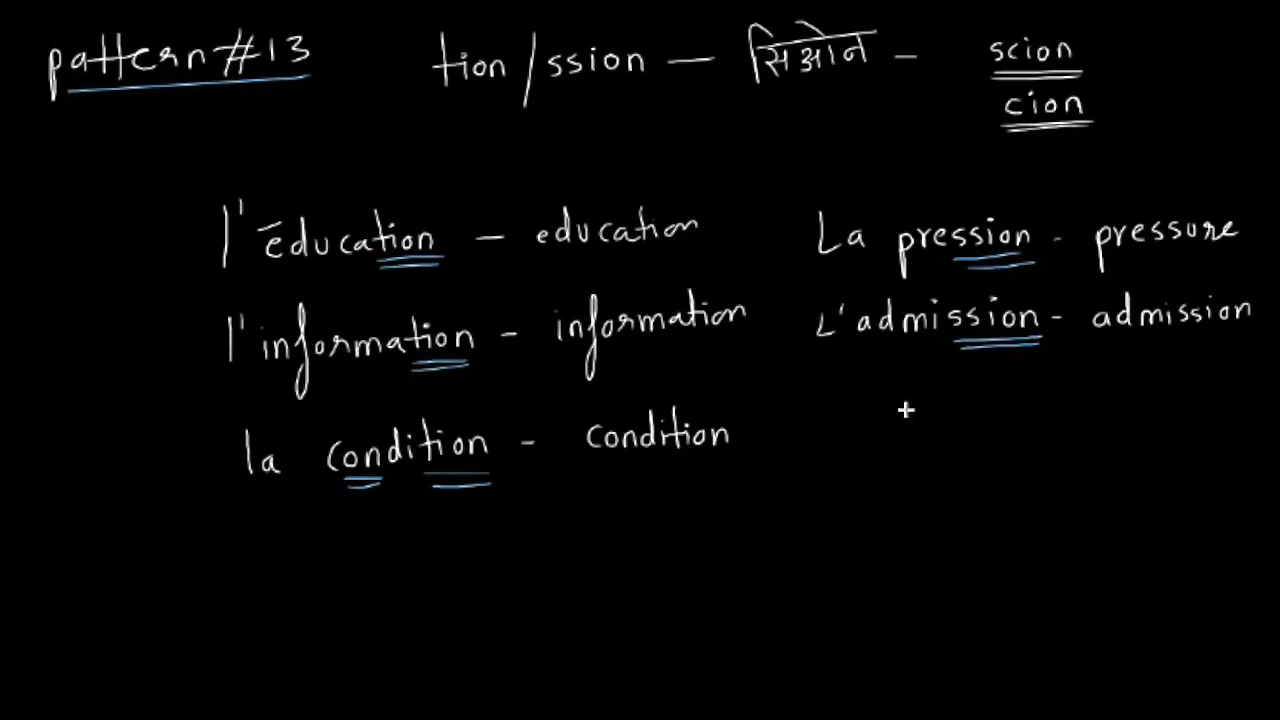 pattern#13 tion/ssion — सिओन - scion
cion
l'éducation - education La pression - pressure
l'information - information L'admission - admission
la condition - condition